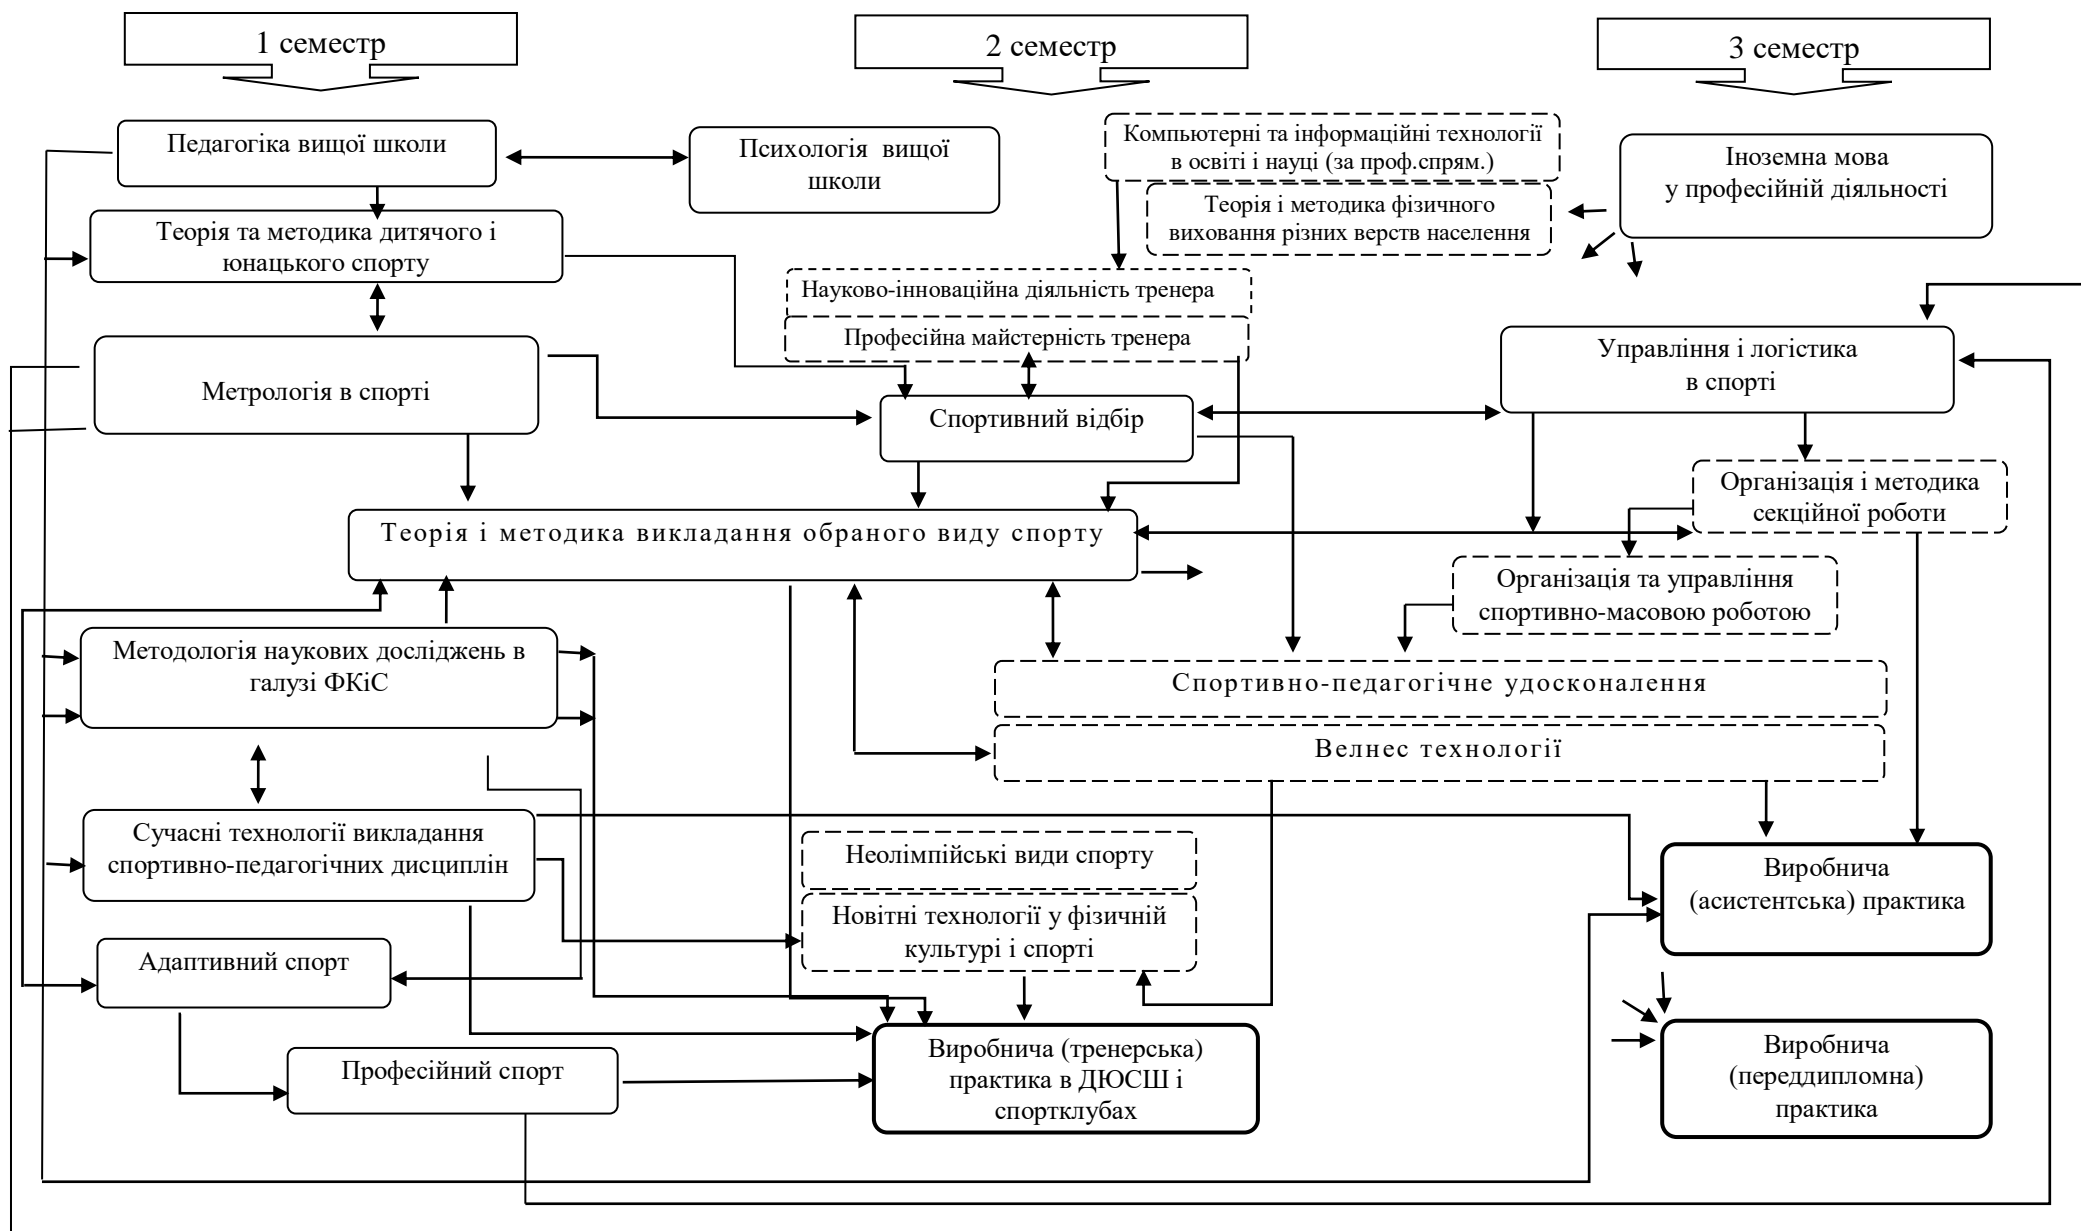 1 семестр
2 семестр
3 семестр
Педагогіка вищої школи
Психологія вищої
школи
Компьютерні та інформаційні технології
в освіті і науці (за проф.спрям.)
Іноземна мова
у професійній діяльності
Теорія і методика фізичного
виховання різних верств населення
Теорія та методика дитячого і
юнацького спорту
Науково-інноваційна діяльність тренера
Професійна майстерність тренера
Управління і логістика
в спорті
Метрологія в спорті
Спортивний відбір
Організація і методика
секційної роботи
Теорія і методика викладання обраного виду спорту
Організація та управління
спортивно-масовою роботою
Методологія наукових досліджень в
галузі ФКіС
Спортивно-педагогічне удосконалення
Велнес технології
Сучасні технології викладання
спортивно-педагогічних дисциплін
Неолімпійські види спорту
Новітні технології у фізичній
культурі і спорті
Виробнича
(асистентська) практика
Адаптивний спорт
Професійний спорт
Виробнича (тренерська)
практика в ДЮСШ і
спортклубах
Виробнича
(переддипломна)
практика